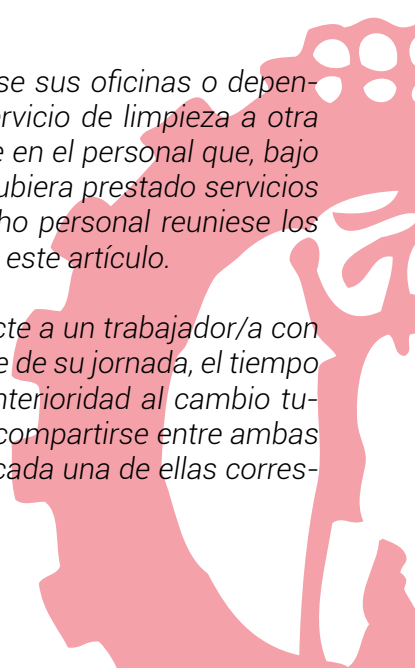 se sus oficinas o depen-
ervicio de limpieza a otra
e en el personal que, bajo
ubiera prestado servicios
ho personal reuniese los
este artículo.
cte a un trabajador/a con
e de su jornada, el tiempo
nterioridad al cambio tu-
compartirse entre ambas
cada una de ellas corres-